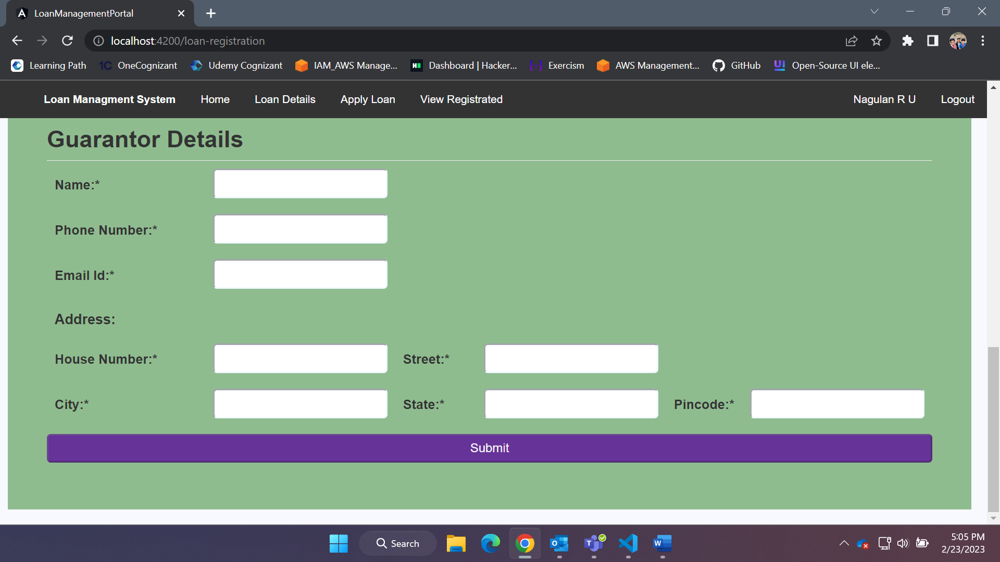 LoanManagementPortal
localhost:4200/loan-registration
Learning Path
OneCognizant
Udemy Cognizant
IAM_AWS Manage...
Dashboard | Hacker...
Exercism
AWS Management...
GitHub
Open-Source UI ele...
Loan Managment System
Home
Loan Details
Apply Loan
View Registrated
Nagulan R U
Logout
Guarantor Details
Name:*
Phone Number:*
Email Id:*
Address:
House Number:*
Street:*
City:*
State:*
Pincode:*
Submit
Search
5:05 PM
2/23/2023